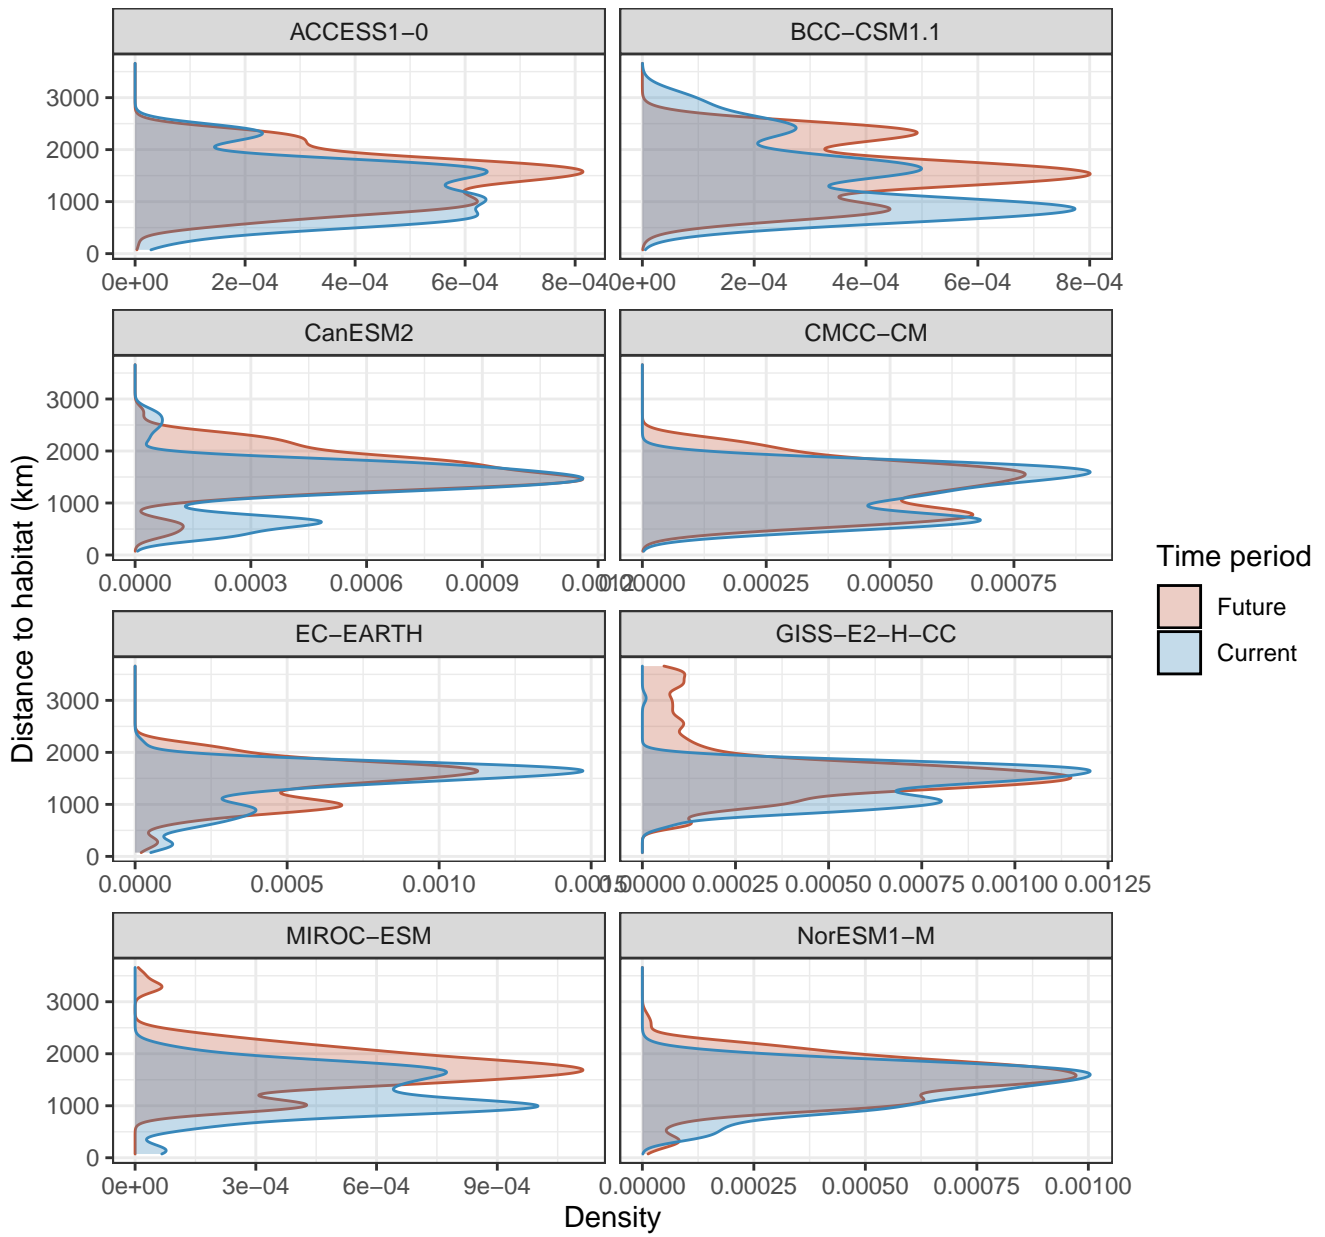 ACCESS1−0
BCC−CSM1.1
3000
2000
1000
0
0e+00 2e−04 4e−04 6e−04 8e−04
0e+00 2e−04 4e−04 6e−04 8e−04
CanESM2
CMCC−CM
3000
2000
1000
0
0.0000 0.0003 0.0006 0.0009 0.0012
0.00000 0.00025 0.00050 0.00075
EC−EARTH
GISS−E2−H−CC
3000
2000
1000
0
0.0000 0.0005 0.0010 0.0015
0.00000 0.00025 0.00050 0.00075 0.00100 0.00125
MIROC−ESM
NorESM1−M
3000
2000
1000
0
0e+00 3e−04 6e−04 9e−04
0.00000 0.00025 0.00050 0.00075 0.00100
Density
Distance to habitat (km)
Time period
Future
Current